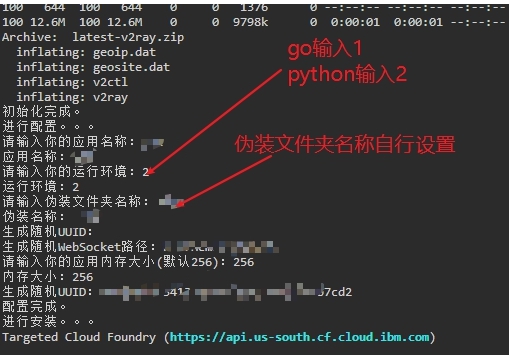 100 644 100 644 0 0 1376 0 --:--:-- --:--:-- --:--:--
100 12.6M 100 12.6M 0 0 9798k 0 0:00:01 0:00:01 --:--:--
Archive: latest-v2ray.zip
inflating: geoip.dat
inflating: geosite.dat
inflating: v2ctl
inflating: v2ray
go输入1
python输入2
初始化完成。
进行配置。。。
请输入你的应用名称：
应用名称：
请输入你的运行环境：2
运行环境：2
伪装文件夹名称自行设置
请输入伪装文件夹名称：
伪装名称：
生成随机UUID：
生成随机WebSocket路径：
请输入你的应用内存大小(默认256)：256
内存大小：256
生成随机UUID：
配置完成。
进行安装。。。
Targeted Cloud Foundry (https://api.us-south.cf.cloud.ibm.com)